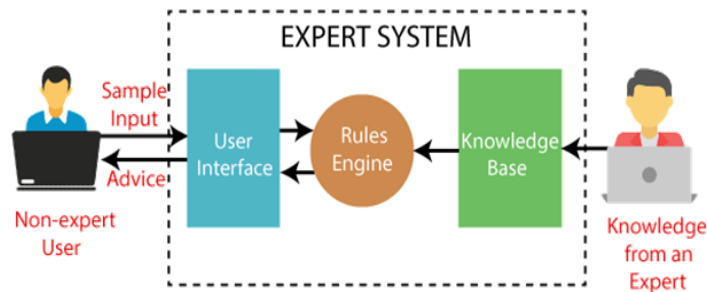 EXPERT SYSTEM
Sample
Input
Advice
Non-expert
User
User
Interface
Rules
Engine
Knowledge
Base
Knowledge
from an
Expert